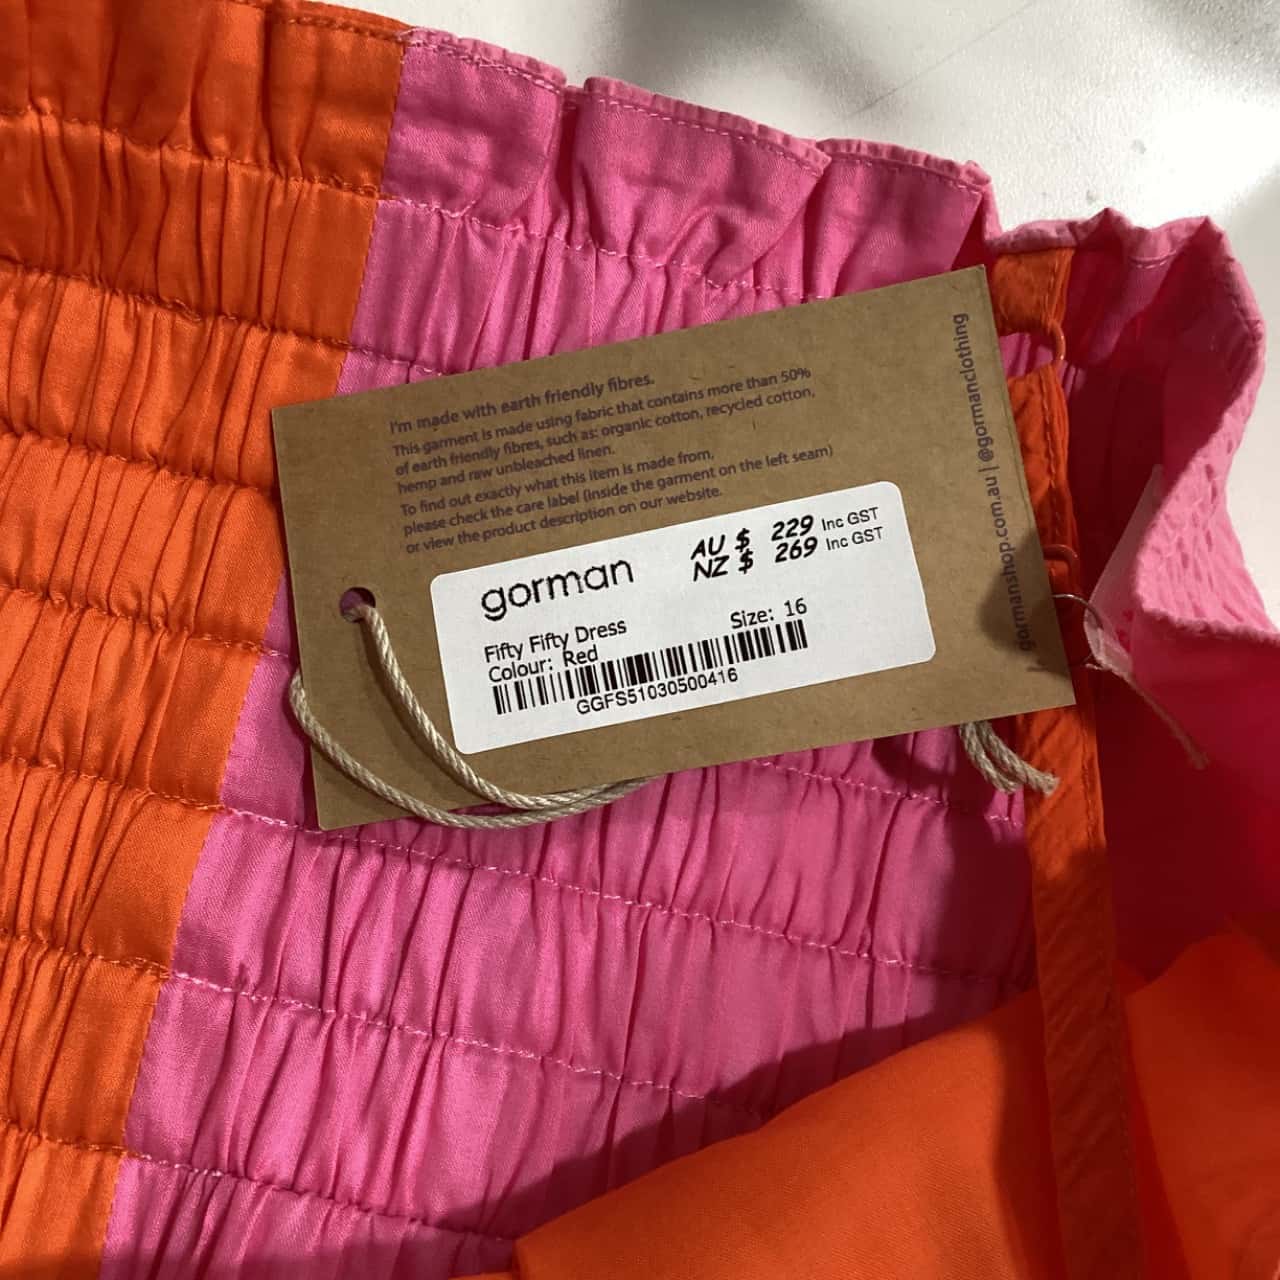 I'm made with earth friendly fibres.
This garment is made using fabric that contains more than 50%
of earth friendly fibres, such as: organic cotton, recycled cotton,
hemp and raw unbleached linen.
To find out exactly what this item is made from,
please check the care label (inside the garment on the left seam)
or view the product description on our website.
gorman
AU $ 229 Inc GST
NZ $ 269 Inc GST
Fifty Fifty Dress
Size: 16
Colour: Red
GGFS51030500416
gormanshop.com.au | @gormanclothing